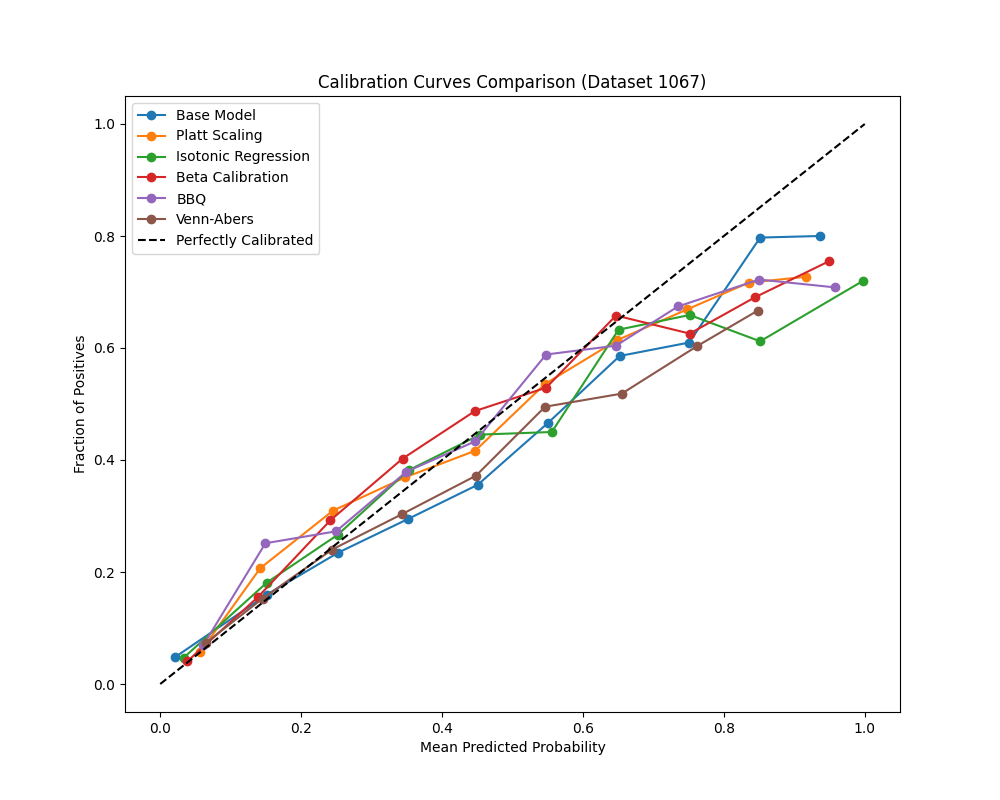 Calibration Curves Comparison (Dataset 1067)
Base Model
Platt Scaling
Isotonic Regression
Beta Calibration
BBQ
Venn-Abers
Perfectly Calibrated
Fraction of Positives
1.0
0.8
0.6
0.4
0.2
0.0
0.0 0.2 0.4 0.6 0.8 1.0
Mean Predicted Probability